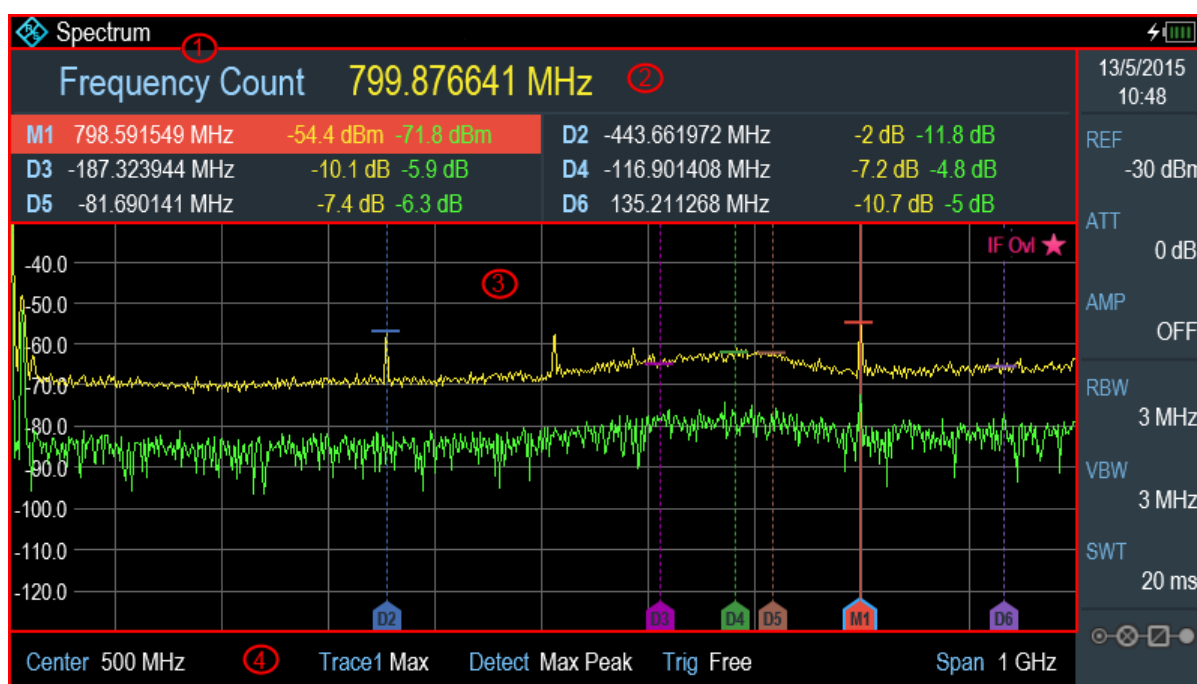 R&S Spectrum
1
Frequency Count 799.876641 MHz 2
M1 798.591549 MHz -54.4 dBm -71.8 dBm D2 -443.661972 MHz -2 dB -11.8 dB
D3 -187.323944 MHz -10.1 dB -5.9 dB D4 -116.901408 MHz -7.2 dB -4.8 dB
D5 -81.690141 MHz -7.4 dB -6.3 dB D6 135.211268 MHz -10.7 dB -5 dB
IF Ovl
3
-40.0
-50.0
-60.0
-70.0
-80.0
-90.0
-100.0
-110.0
-120.0
D2 D3 D4 D5 M1 D6
Center 500 MHz 4 Trace1 Max Detect Max Peak Trig Free Span 1 GHz
13/5/2015
10:48
REF
-30 dBm
ATT
0 dB
AMP
OFF
RBW
3 MHz
VBW
3 MHz
SWT
20 ms